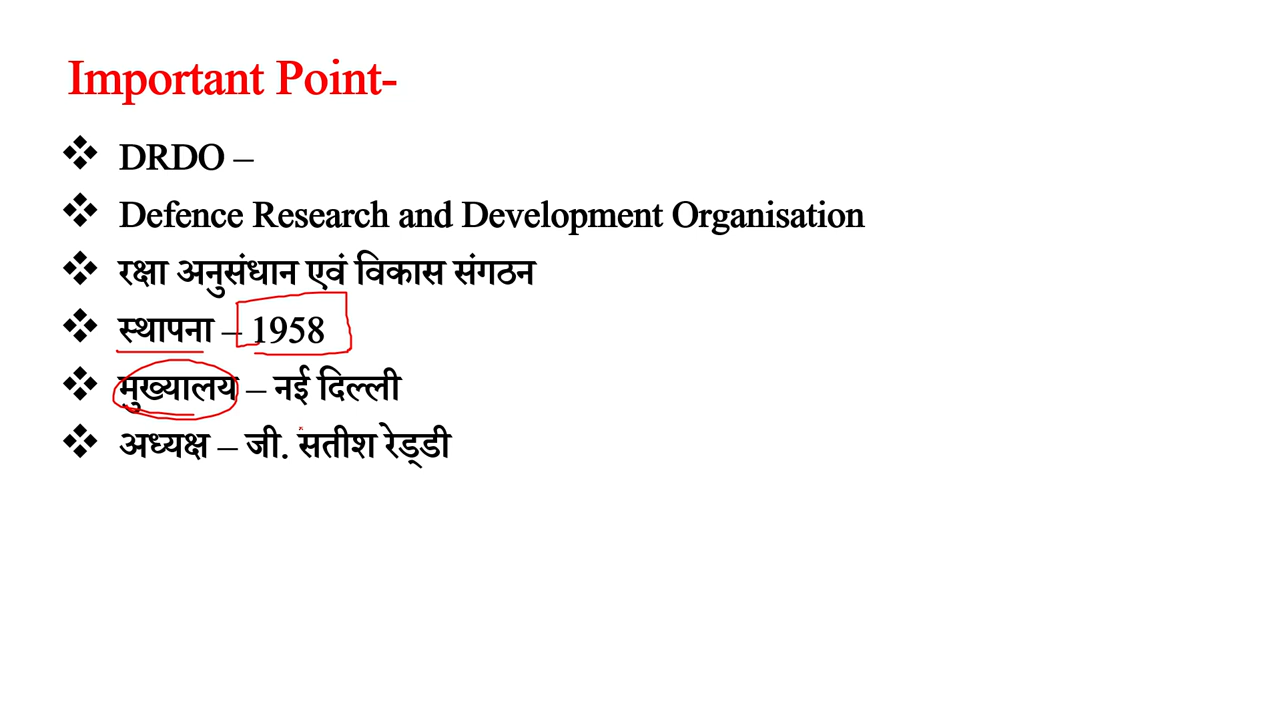 Important Point-
❖ DRDO –
❖ Defence Research and Development Organisation
❖ रक्षा अनुसंधान एवं विकास संगठन
❖ स्थापना – 1958
❖ मुख्यालय – नई दिल्ली
❖ अध्यक्ष – जी. सतीश रेड्डी